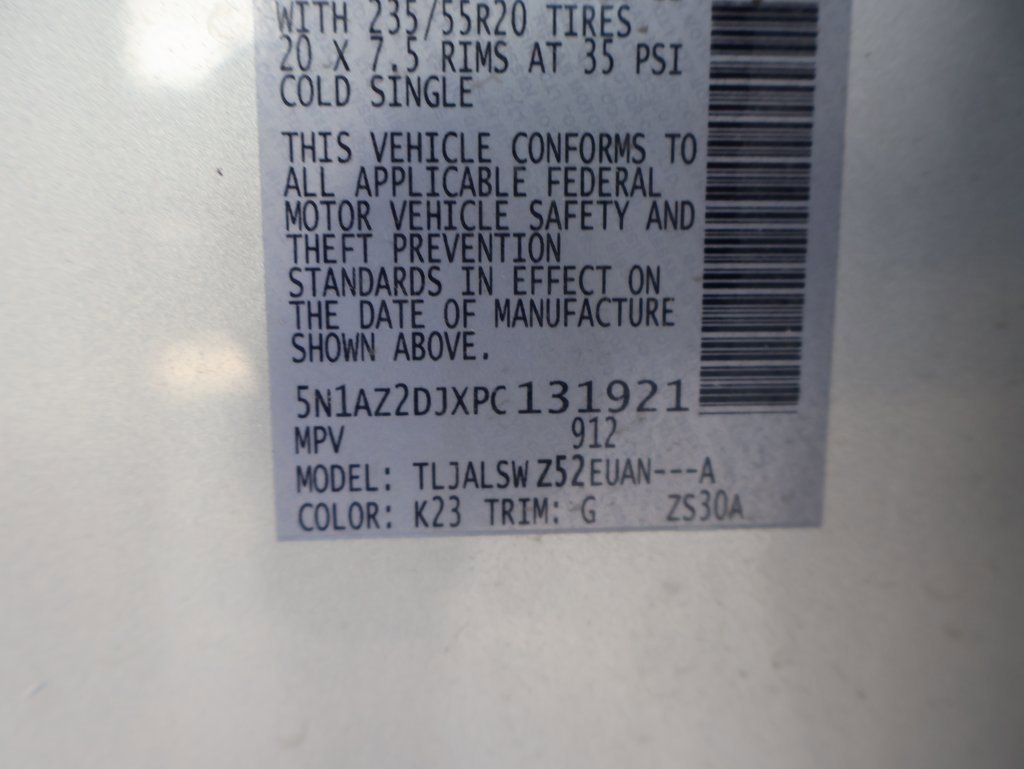 WITH 235/55R20 TIRES
20 X 7.5 RIMS AT 35 PSI
COLD SINGLE
THIS VEHICLE CONFORMS TO
ALL APPLICABLE FEDERAL
MOTOR VEHICLE SAFETY AND
THEFT PREVENTION
STANDARDS IN EFFECT ON
THE DATE OF MANUFACTURE
SHOWN ABOVE.
5N1AZ2DJXPC131921
MPV 912
MODEL: TLJALSW Z52EUAN---A
COLOR: K23 TRIM: G ZS30A